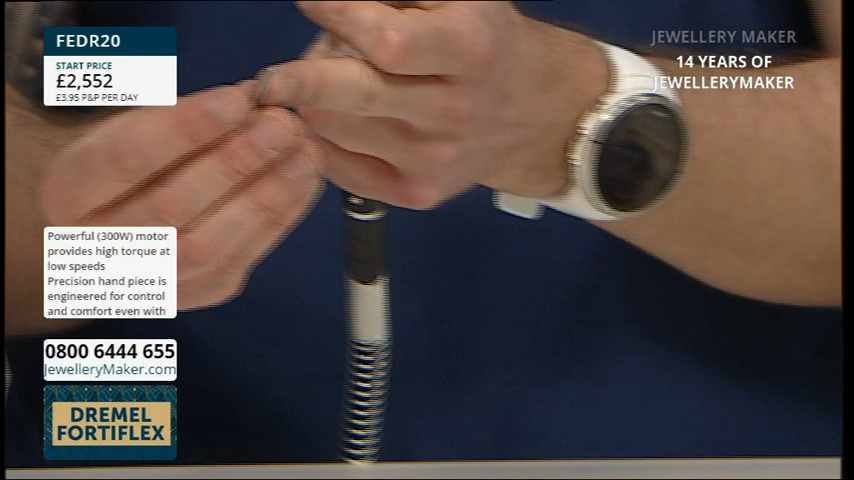 FEDR20
START PRICE
£2,552
£3.95 P&P PER DAY
JEWELLERY MAKER
14 YEARS OF
JEWELLERYMAKER
Powerful (300W) motor
provides high torque at
low speeds
Precision hand piece is
engineered for control
and comfort even with
0800 6444 655
JewelleryMaker.com
DREMEL
FORTIFLEX